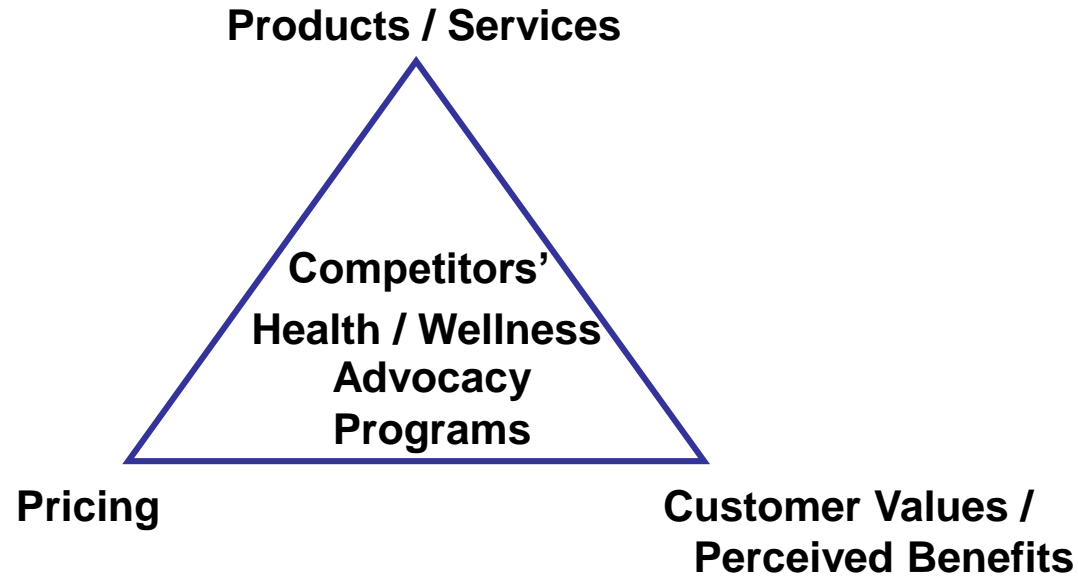 Products / Services
Competitors’
Health / Wellness
Advocacy
Programs
Pricing
Customer Values /
Perceived Benefits